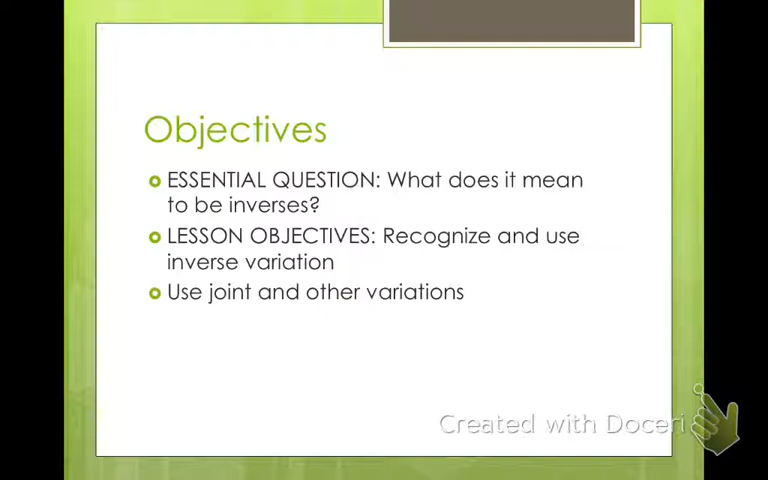 Objectives
ESSENTIAL QUESTION: What does it mean
to be inverses?
LESSON OBJECTIVES: Recognize and use
inverse variation
Use joint and other variations
Created with Doceri